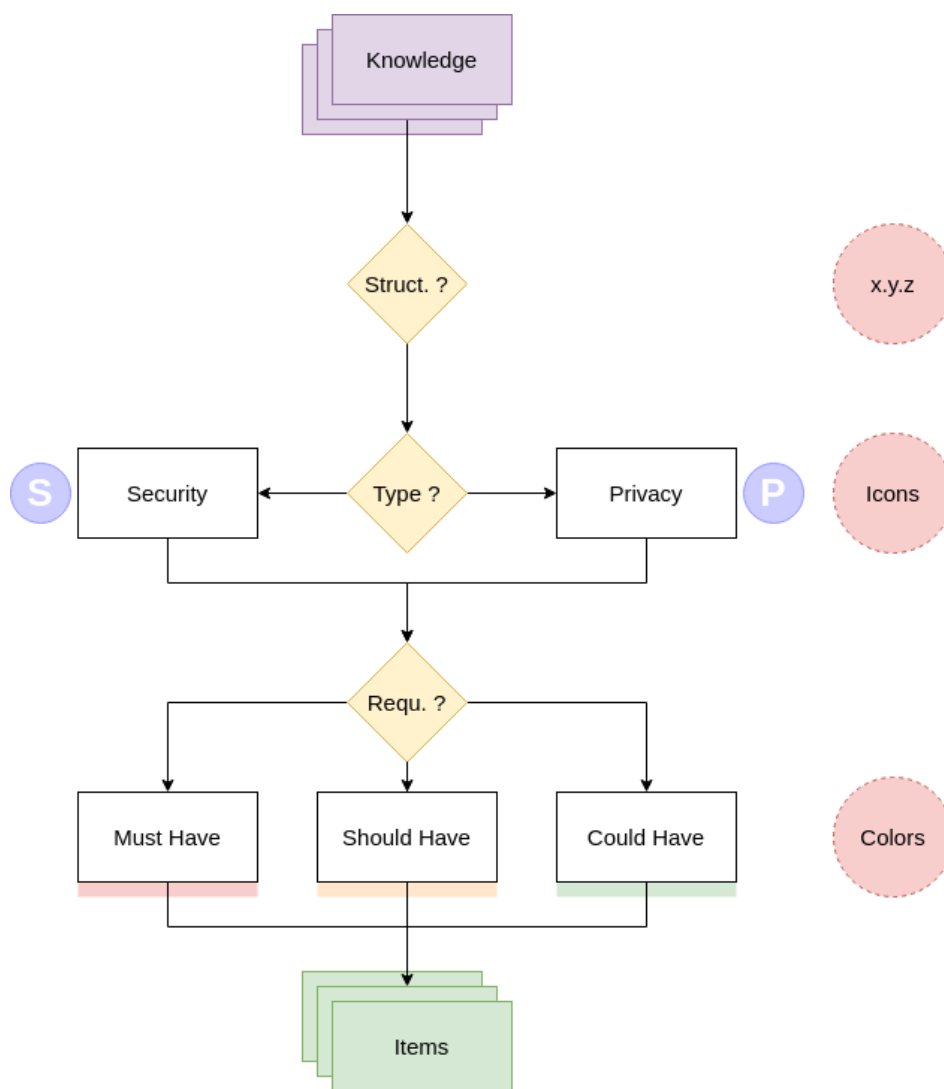 Knowledge
Struct. ?
x.y.z
S
Security
Type ?
Privacy
P
Icons
Requ. ?
Must Have
Should Have
Could Have
Colors
Items